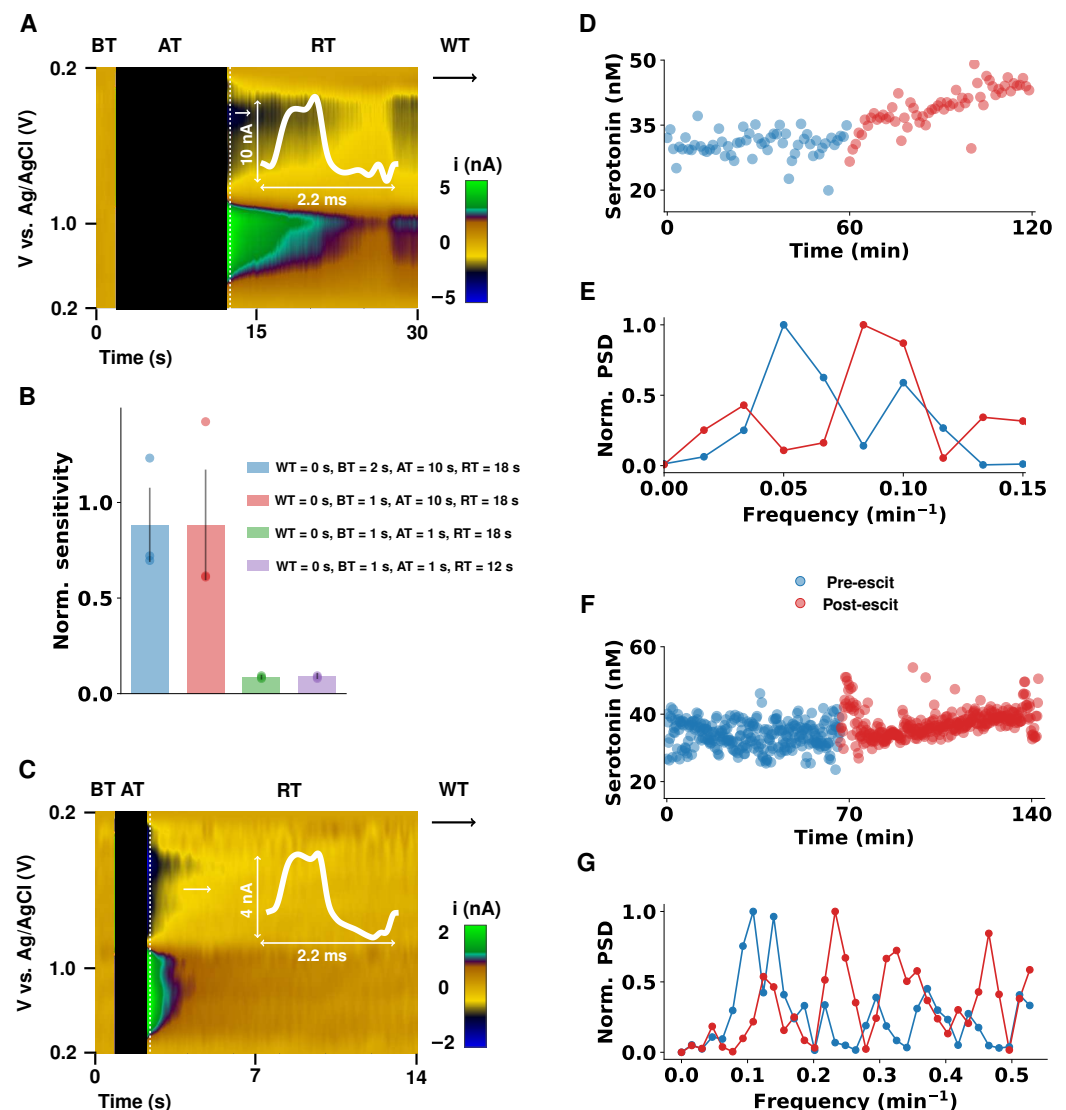 A
BT
AT
RT
WT
0.2
1.0
0.2
V vs. Ag/AgCl (V)
10 nA
2.2 ms
i (nA)
5
0
−5
0
15
30
Time (s)
B
Norm. sensitivity
1.0
0.5
0.0
WT = 0 s, BT = 2 s, AT = 10 s, RT = 18 s
WT = 0 s, BT = 1 s, AT = 10 s, RT = 18 s
WT = 0 s, BT = 1 s, AT = 1 s, RT = 18 s
WT = 0 s, BT = 1 s, AT = 1 s, RT = 12 s
C
BT AT
RT
WT
0.2
1.0
0.2
V vs. Ag/AgCl (V)
4 nA
2.2 ms
i (nA)
2
0
−2
0
7
14
Time (s)
D
Serotonin (nM)
50
35
20
0
60
120
Time (min)
E
Norm. PSD
1.0
0.5
0.0
0.00
0.05
0.10
0.15
Frequency (min⁻¹)
Pre-escit
Post-escit
F
Serotonin (nM)
60
40
20
0
70
140
Time (min)
G
Norm. PSD
1.0
0.5
0.0
0.0
0.1
0.2
0.3
0.4
0.5
Frequency (min⁻¹)